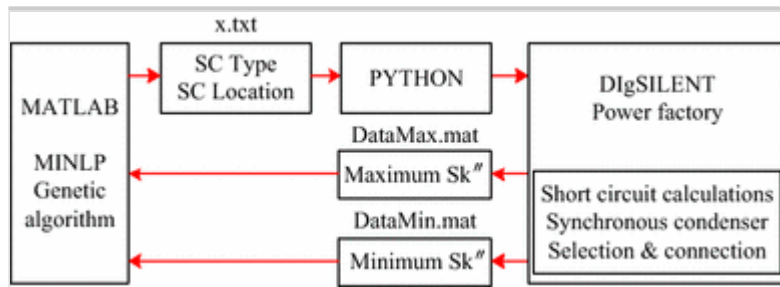 x.txt
MATLAB
MINLP
Genetic
algorithm
SC Type
SC Location
PYTHON
DIgSILENT
Power factory
DataMax.mat
Maximum Sk″
DataMin.mat
Minimum Sk″
Short circuit calculations
Synchronous condenser
Selection & connection